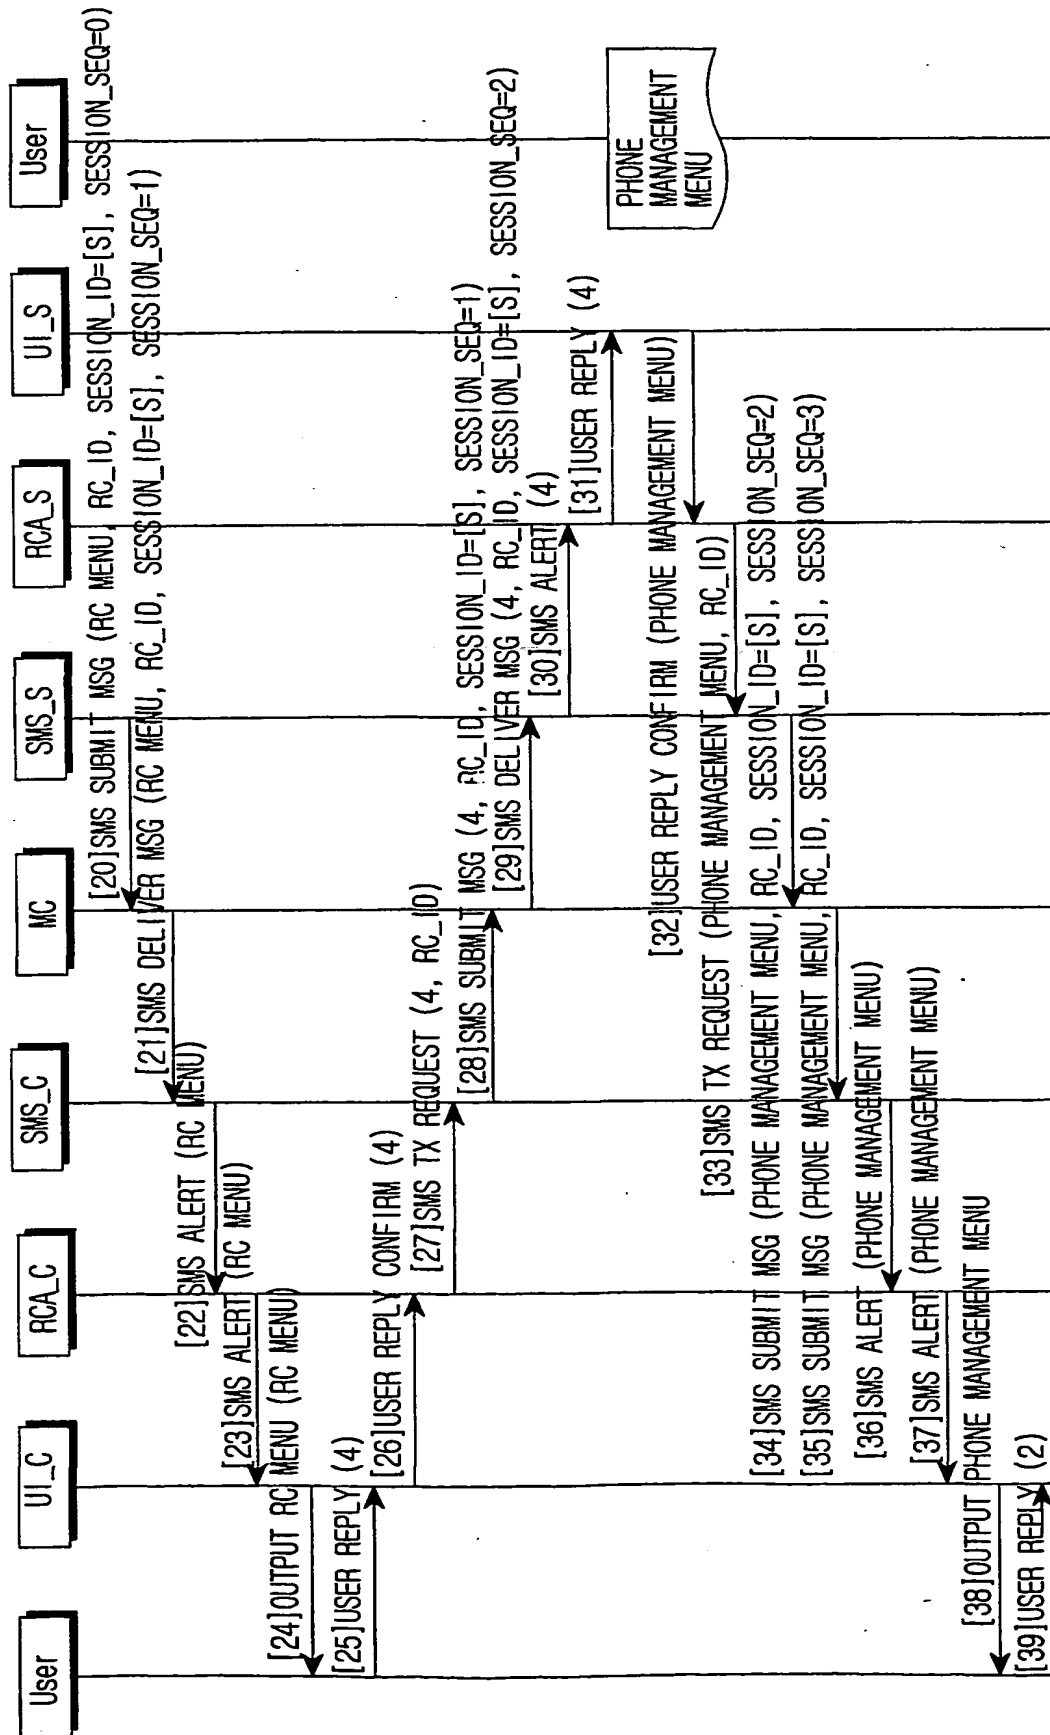 User
UI_C
RCA_C
SMS_C
MC
SMS_S
RCA_S
UI_S
User
[20]SMS SUBMIT MSG (RC MENU, RC_ID, SESSION_ID=[S], SESSION_SEQ=0)
[21]SMS DELIVER MSG (RC MENU, RC_ID, SESSION_ID=[S], SESSION_SEQ=1)
[22]SMS ALERT (RC MENU)
[23]SMS ALERT (RC MENU)
[24]OUTPUT RC MENU (RC MENU)
[25]USER REPLY (4)
[26]USER REPLY CONFIRM (4)
[27]SMS TX REQUEST (4, RC_ID)
[28]SMS SUBMIT MSG (4, RC_ID, SESSION_ID=[S], SESSION_SEQ=1)
[29]SMS DELIVER MSG (4, RC_ID, SESSION_ID=[S], SESSION_SEQ=2)
[30]SMS ALERT (4)
[31]USER REPLY (4)
PHONE
MANAGEMENT
MENU
[32]USER REPLY CONFIRM (PHONE MANAGEMENT MENU)
[33]SMS TX REQUEST (PHONE MANAGEMENT MENU, RC_ID)
[34]SMS SUBMIT MSG (PHONE MANAGEMENT MENU, RC_ID, SESSION_ID=[S], SESSION_SEQ=2)
[35]SMS SUBMIT MSG (PHONE MANAGEMENT MENU, RC_ID, SESSION_ID=[S], SESSION_SEQ=3)
[36]SMS ALERT (PHONE MANAGEMENT MENU)
[37]SMS ALERT (PHONE MANAGEMENT MENU)
[38]OUTPUT PHONE MANAGEMENT MENU
[39]USER REPLY (2)